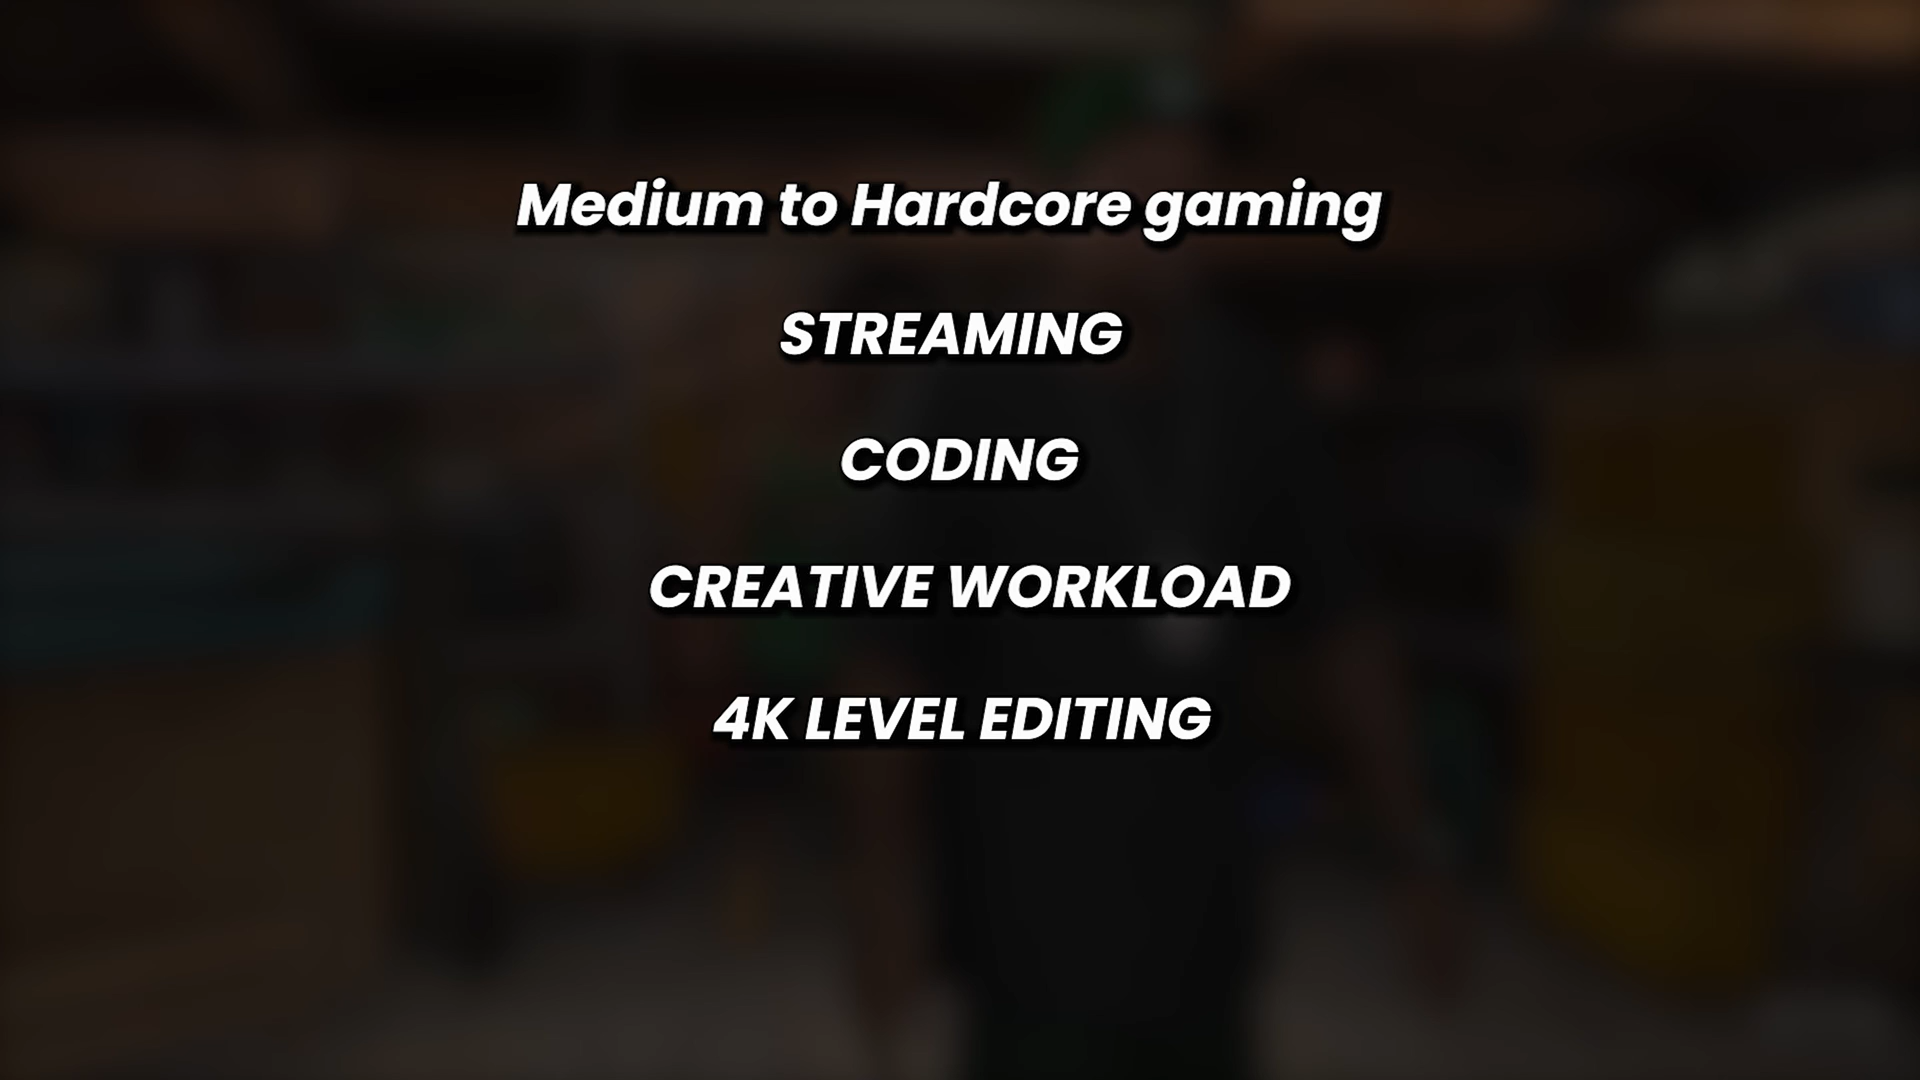 Medium to Hardcore gaming
STREAMING
CODING
CREATIVE WORKLOAD
4K LEVEL EDITING